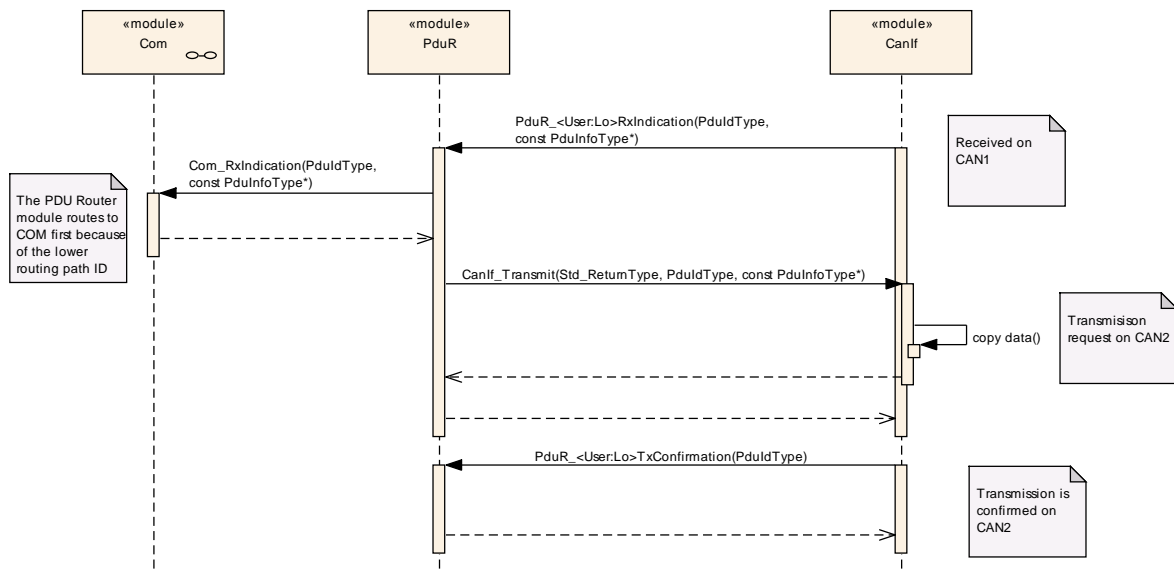 «module»
Com
«module»
PduR
«module»
CanIf
PduR_<User:Lo>RxIndication(PduIdType,
const PduInfoType*)
Received on
CAN1
Com_RxIndication(PduIdType,
const PduInfoType*)
The PDU Router
module routes to
COM first because
of the lower
routing path ID
CanIf_Transmit(Std_ReturnType, PduIdType, const PduInfoType*)
Transmisison
request on CAN2
copy data()
PduR_<User:Lo>TxConfirmation(PduIdType)
Transmission is
confirmed on
CAN2